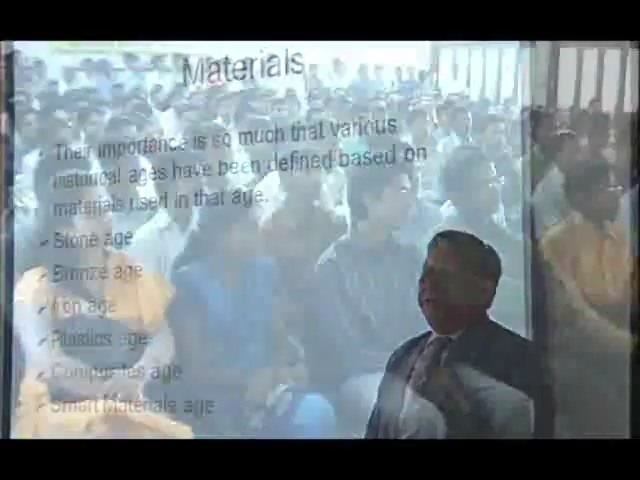 Materials
Their importance is so much that various
historical ages have been defined based on
materials used in that age.
Stone age
Bronze age
Iron age
Plastics age
Composites age
Smart Materials age